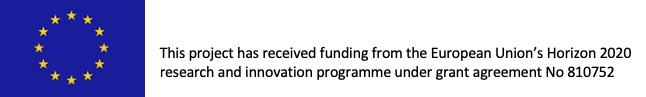 This project has received funding from the European Union’s Horizon 2020
research and innovation programme under grant agreement No 810752